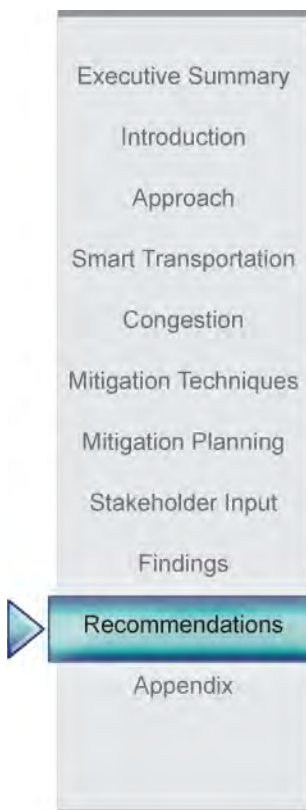 Executive Summary
Introduction
Approach
Smart Transportation
Congestion
Mitigation Techniques
Mitigation Planning
Stakeholder Input
Findings
Recommendations
Appendix